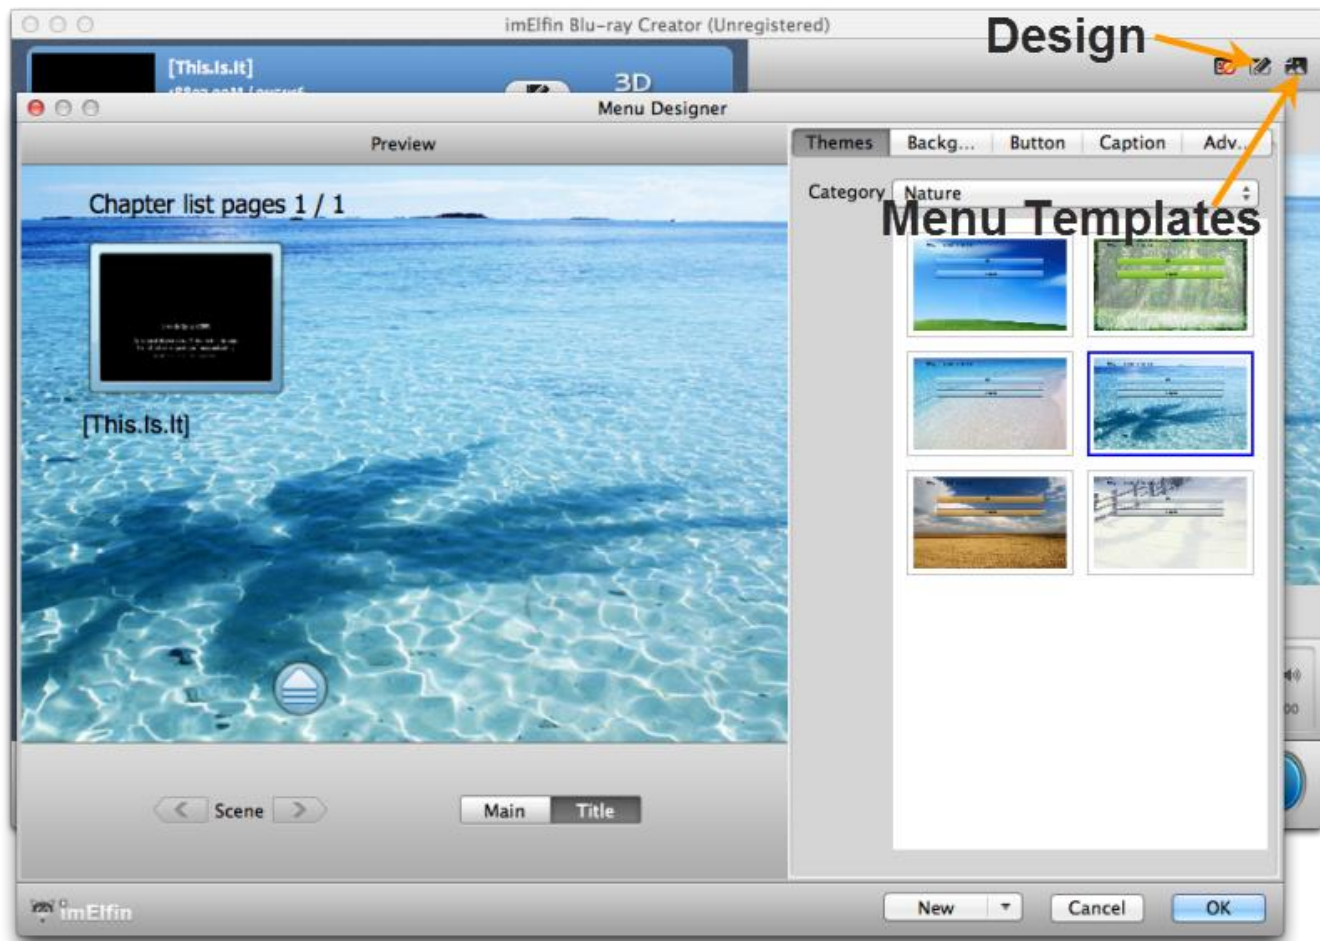 imElfin Blu-ray Creator (Unregistered)
Design
[This.Is.It]
3D
Menu Designer
Preview
Themes
Backg...
Button
Caption
Adv...
Category
Nature
Menu Templates
Chapter list pages 1 / 1
[This.Is.It]
Scene
Main
Title
imElfin
New
Cancel
OK